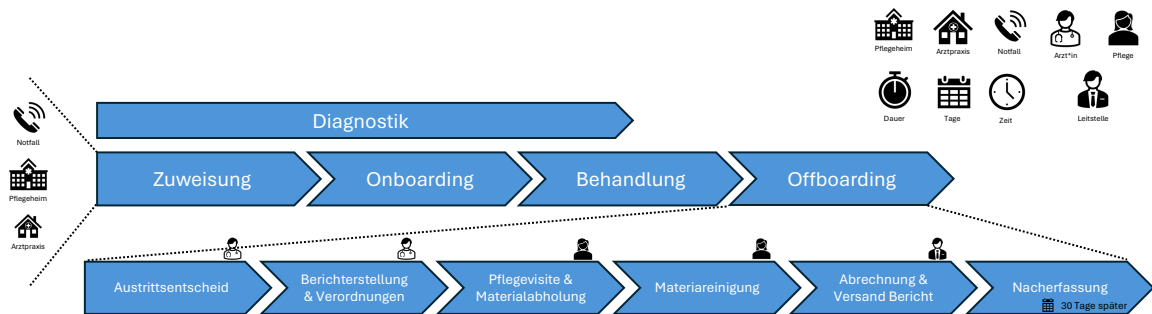 Pflegeheim
Arztpraxis
Notfall
Arzt*in
Pflege
Dauer
Tage
Zeit
Leitstelle
Diagnostik
Notfall
Pflegeheim
Arztpraxis
Zuweisung
Onboarding
Behandlung
Offboarding
Austrittsentscheid
Berichterstellung
& Verordnungen
Pflegevisite &
Materialabholung
Materiareinigung
Abrechnung &
Versand Bericht
Nacherfassung
30 Tage später